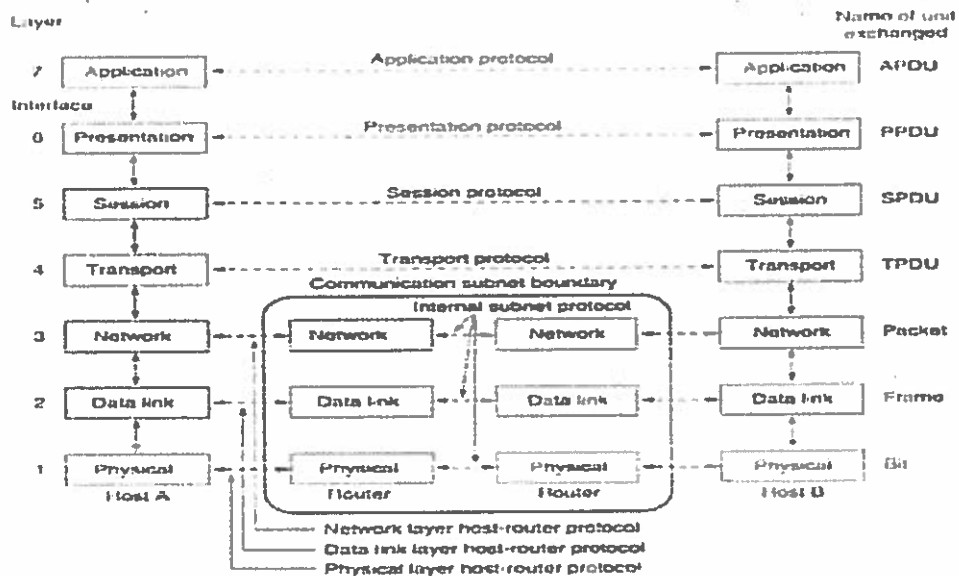 Layer
Name of unit exchanged
7 Application Application protocol Application APDU
Interface
6 Presentation Presentation protocol Presentation PPDU
5 Session Session protocol Session SPDU
4 Transport Transport protocol Transport TPDU
Communication subnet boundary
Internal subnet protocol
3 Network Network Network Network Packet
2 Data link Data link Data link Data link Frame
1 Physical Physical Physical Physical Bit
Host A Router Router Host B
Network layer host-router protocol
Data link layer host-router protocol
Physical layer host-router protocol